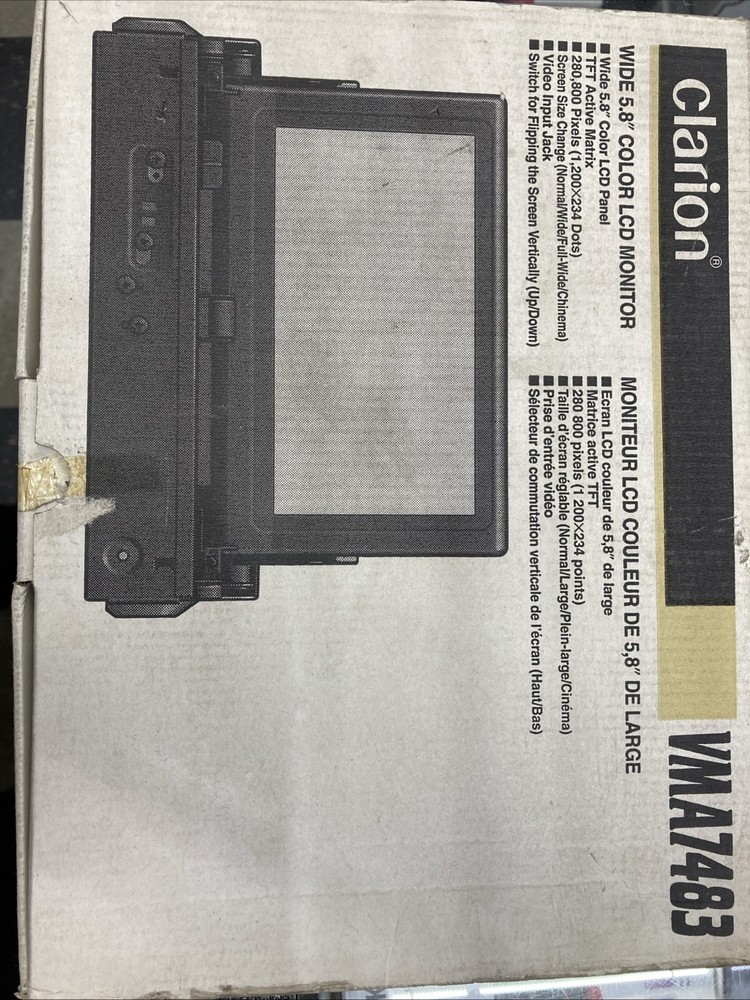 Clarion®
VMA7483
WIDE 5.8" COLOR LCD MONITOR
■ Wide 5.8" Color LCD Panel
■ TFT Active Matrix
■ 280,800 Pixels (1,200×234 Dots)
■ Screen Size Change (Normal/Wide/Full-Wide/Chinema)
■ Video Input Jack
■ Switch for Flipping the Screen Vertically (Up/Down)
MONITEUR LCD COULEUR DE 5,8" DE LARGE
■ Ecran LCD couleur de 5,8" de large
■ Matrice active TFT
■ 280 800 pixels (1 200×234 points)
■ Taille d'écran réglable (Normal/Large/Plein-large/Cinéma)
■ Prise d'entrée vidéo
■ Sélecteur de commutation verticale de l'écran (Haut/Bas)